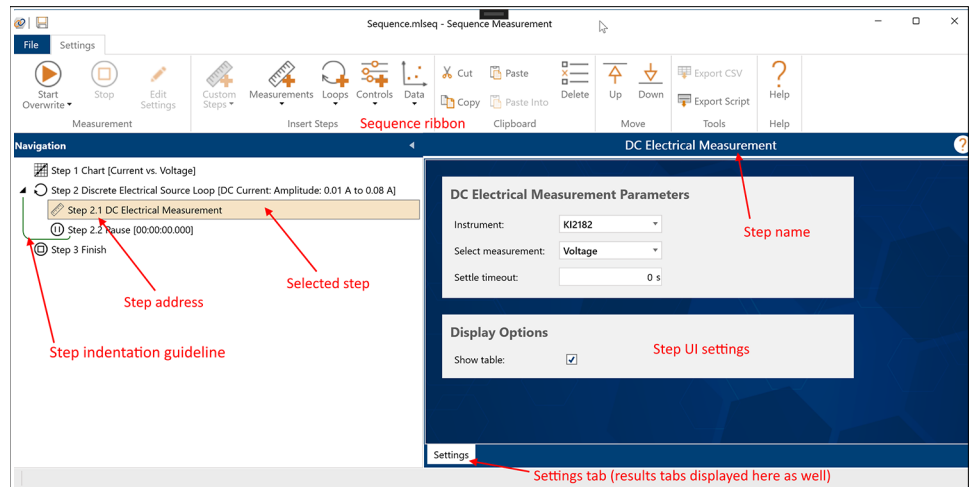 Sequence.mlseq - Sequence Measurement
File
Settings
Start Overwrite
Stop
Edit Settings
Custom Steps
Measurements
Loops
Controls
Data
Cut
Copy
Paste
Paste Into
Delete
Up
Down
Export CSV
Export Script
Help
Measurement
Insert Steps
Sequence ribbon
Clipboard
Move
Tools
Help
Navigation
Step 1 Chart [Current vs. Voltage]
Step 2 Discrete Electrical Source Loop [DC Current: Amplitude: 0.01 A to 0.08 A]
Step 2.1 DC Electrical Measurement
Step 2.2 Pause [00:00:00.000]
Step 3 Finish
Selected step
Step address
Step indentation guideline
DC Electrical Measurement
?
DC Electrical Measurement Parameters
Instrument: KI2182
Select measurement: Voltage
Settle timeout: 0 s
Step name
Display Options
Show table:
Step UI settings
Settings
Settings tab (results tabs displayed here as well)